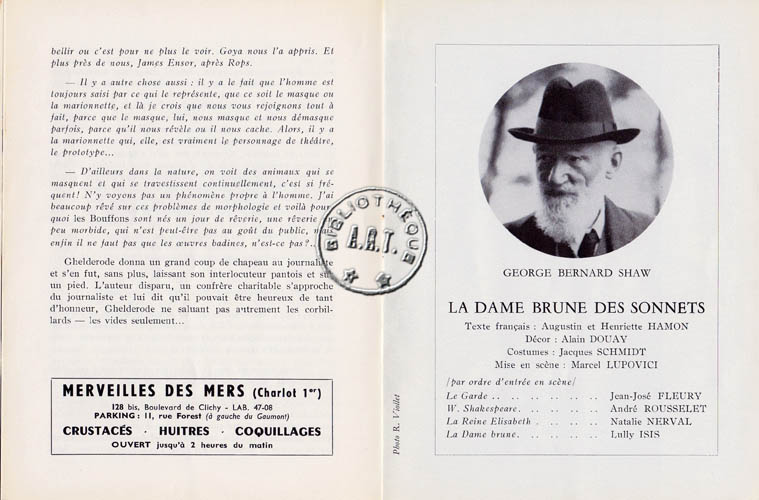 bellir ou c'est pour ne plus le voir. Goya nous l'a appris. Et
plus près de nous, James Ensor, après Rops.
— Il y a autre chose aussi : il y a le fait que l'homme est
toujours saisi par ce qui le représente, que ce soit le masque ou
la marionnette, et là je crois que nous vous rejoignons tout à
fait, parce que le masque, lui, nous masque et nous démasque
parfois, parce qu'il nous révèle ou il nous cache. Alors, il y a
la marionnette qui, elle, est vraiment le personnage de théâtre,
le prototype...
— D'ailleurs dans la nature, on voit des animaux qui se
masquent et qui se travestissent continuellement, c'est si fré-
quent! N'y voyons pas un phénomène propre à l'homme. J'ai
beaucoup rêvé sur ces problèmes de morphologie et voilà pour-
quoi les Bouffons sont nés un jour de rêverie, une rêverie
peu morbide, qui n'est peut-être pas au goût du public,
enfin il ne faut pas que les œuvres badines, n'est-ce pas?..
Ghelderode donna un grand coup de chapeau au journaliste
et s'en fut, sans plus, laissant son interlocuteur pantois et sur
un pied. L'auteur disparu, un confrère charitable s'approche
du journaliste et lui dit qu'il pouvait être heureux de tant
d'honneur, Ghelderode ne saluant pas autrement les corbil-
lards — les vides seulement...
MERVEILLES DES MERS (Charlot 1er)
128 bis, Boulevard de Clichy - LAB. 47-08
PARKING : 11, rue Forest (à gauche du Gaumont)
CRUSTACÉS · HUITRES · COQUILLAGES
OUVERT jusqu'à 2 heures du matin
BIBLIOTHÈQUE
A.R.T.
Photo R. Viollet
GEORGE BERNARD SHAW
LA DAME BRUNE DES SONNETS
Texte français : Augustin et Henriette HAMON
Décor : Alain DOUAY
Costumes : Jacques SCHMIDT
Mise en scène : Marcel LUPOVICI
/par ordre d'entrée en scène/
Le Garde .. .. .. .. .. .. Jean-José FLEURY
W. Shakespeare. .. .. .. .. .. André ROUSSELET
La Reine Elisabeth . .. .. .. .. Natalie NERVAL
La Dame brune. .. .. .. .. .. Lully ISIS